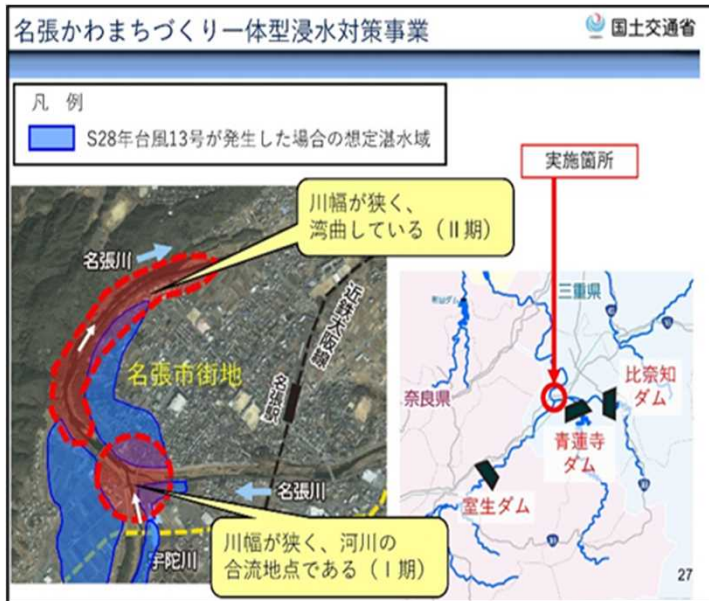 名張かわまちづくり一体型浸水対策事業
国土交通省
凡 例
S28年台風13号が発生した場合の想定湛水域
実施箇所
川幅が狭く、
湾曲している（Ⅱ期）
名張川
近鉄大阪線
名張駅
名張市街地
名張川
宇陀川
川幅が狭く、河川の
合流地点である（Ⅰ期）
三重県
奈良県
比奈知
ダム
青蓮寺
ダム
室生ダム
27